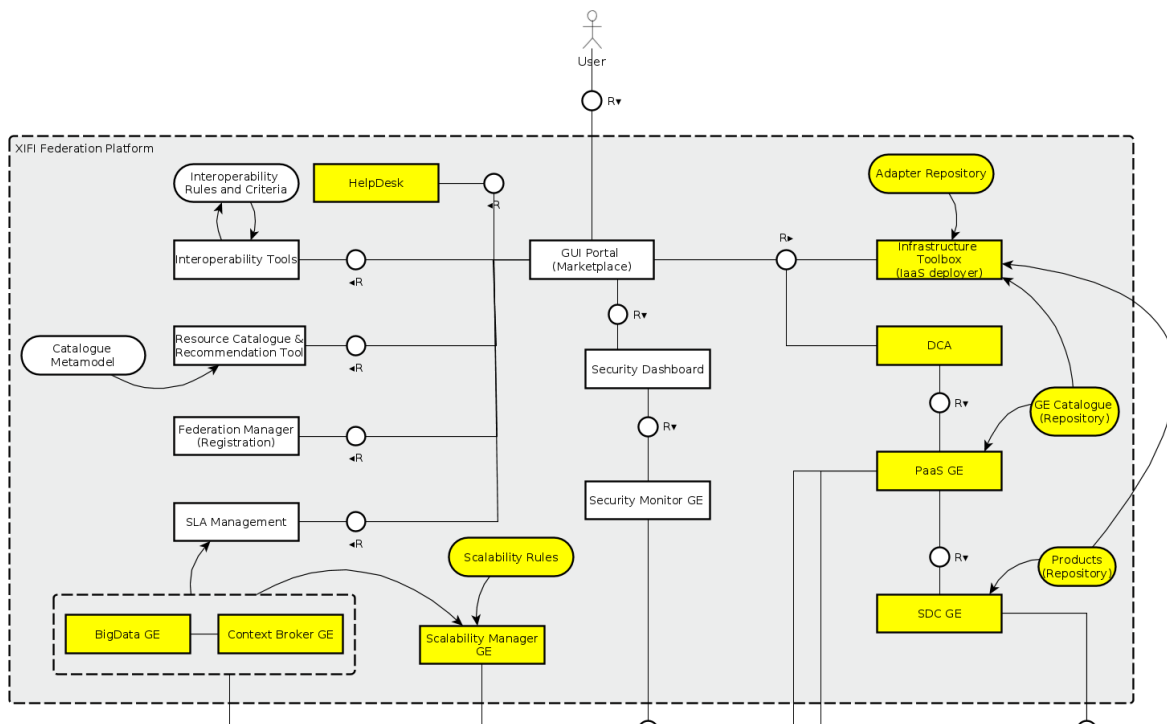 User
R▾
XIFI Federation Platform
Interoperability
Rules and Criteria
HelpDesk
◂R
Adapter Repository
Interoperability Tools
◂R
GUI Portal
(Marketplace)
R▸
Infrastructure
Toolbox
(IaaS deployer)
R▾
Catalogue
Metamodel
Resource Catalogue &
Recommendation Tool
◂R
Security Dashboard
DCA
R▾
GE Catalogue
(Repository)
Federation Manager
(Registration)
◂R
R▾
PaaS GE
Security Monitor GE
SLA Management
◂R
Scalability Rules
R▾
Products
(Repository)
BigData GE
Context Broker GE
Scalability Manager
GE
SDC GE